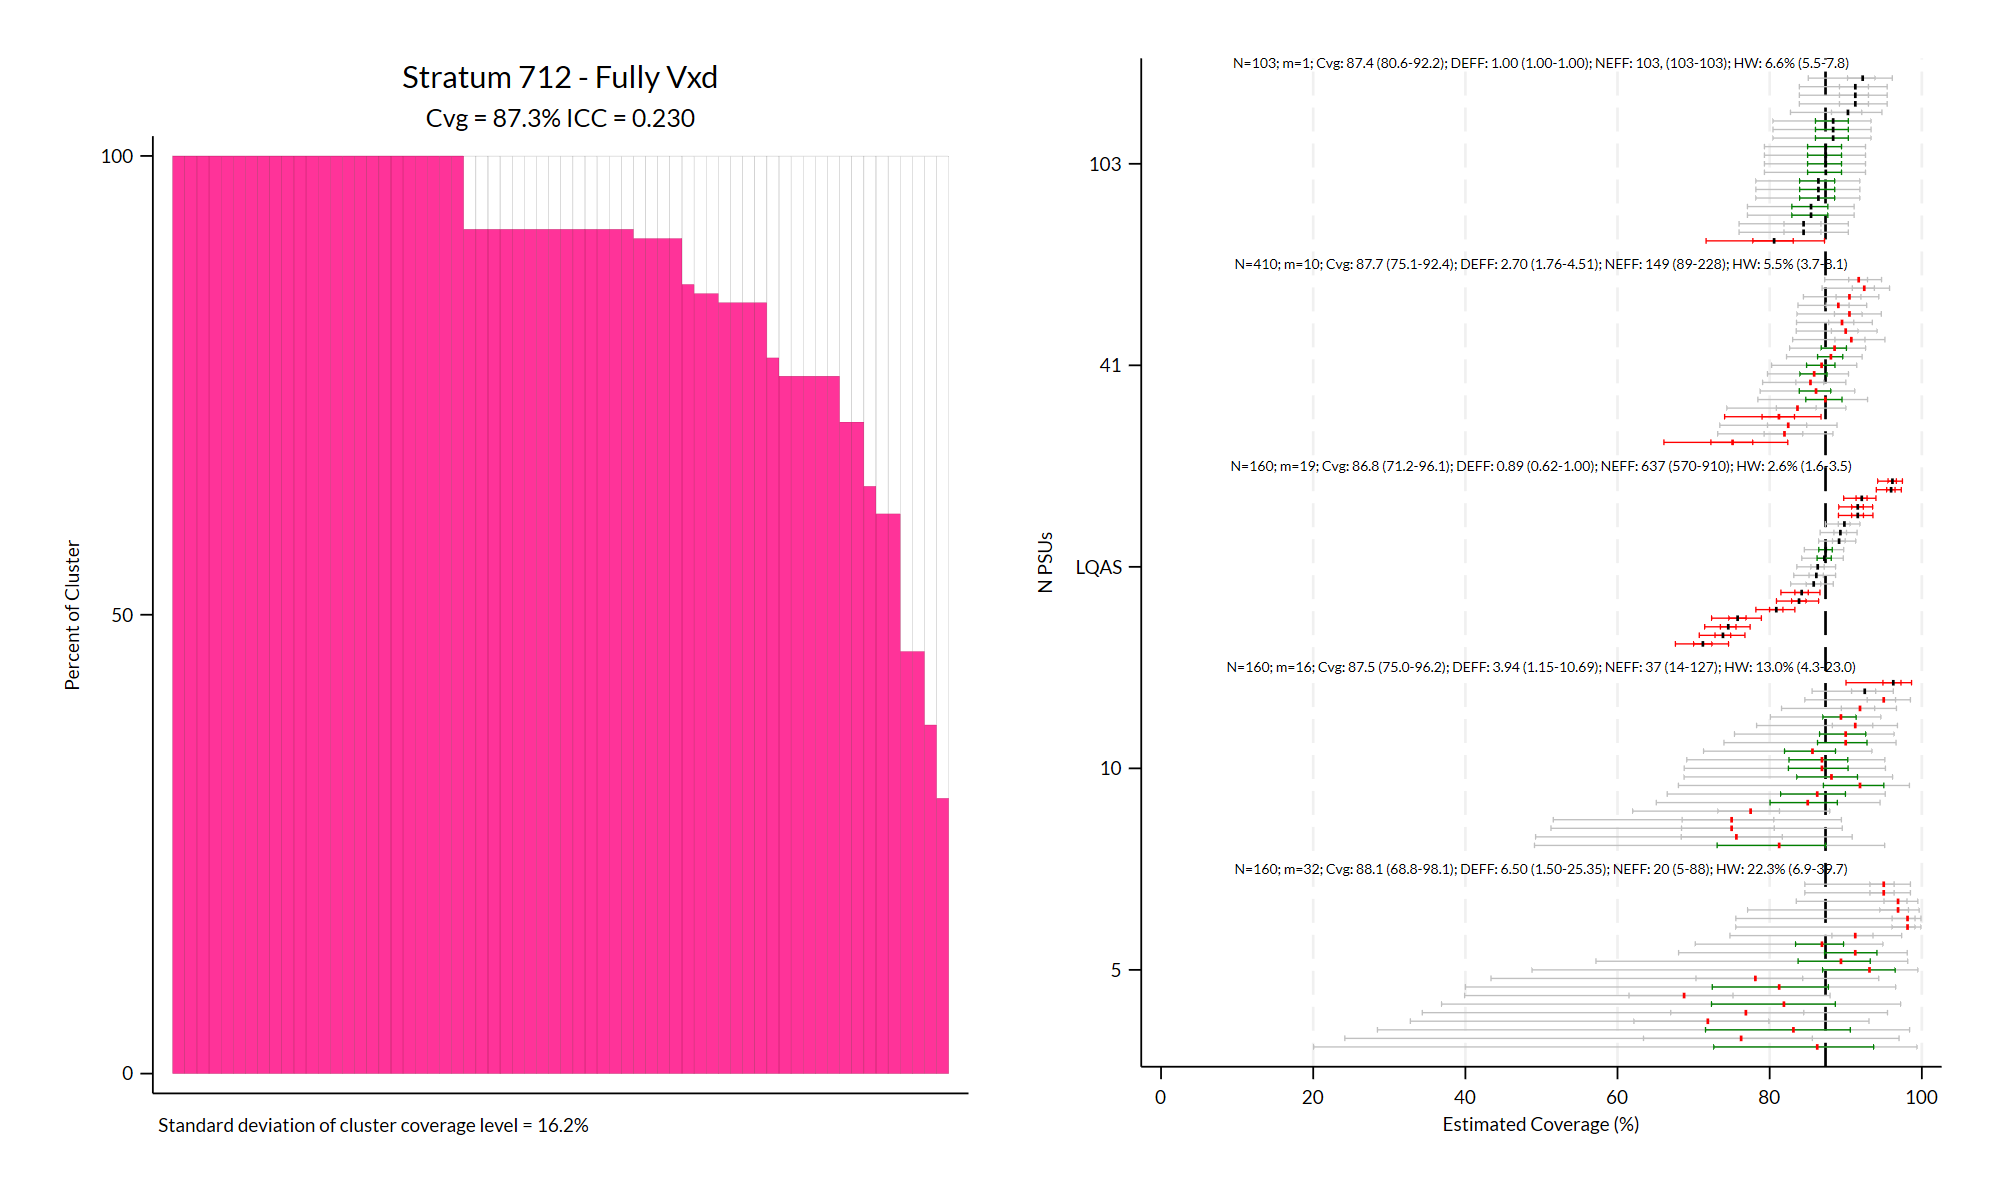 Stratum 712 - Fully Vxd
Cvg = 87.3% ICC = 0.230
100
50
0
Percent of Cluster
Standard deviation of cluster coverage level = 16.2%
N=103; m=1; Cvg: 87.4 (80.6-92.2); DEFF: 1.00 (1.00-1.00); NEFF: 103, (103-103); HW: 6.6% (5.5-7.8)
103
N=410; m=10; Cvg: 87.7 (75.1-92.4); DEFF: 2.70 (1.76-4.51); NEFF: 149 (89-228); HW: 5.5% (3.7-8.1)
41
N=160; m=19; Cvg: 86.8 (71.2-96.1); DEFF: 0.89 (0.62-1.00); NEFF: 637 (570-910); HW: 2.6% (1.6-3.5)
LQAS
N=160; m=16; Cvg: 87.5 (75.0-96.2); DEFF: 3.94 (1.15-10.69); NEFF: 37 (14-127); HW: 13.0% (4.3-23.0)
10
N=160; m=32; Cvg: 88.1 (68.8-98.1); DEFF: 6.50 (1.50-25.35); NEFF: 20 (5-88); HW: 22.3% (6.9-39.7)
5
N PSUs
0 20 40 60 80 100
Estimated Coverage (%)